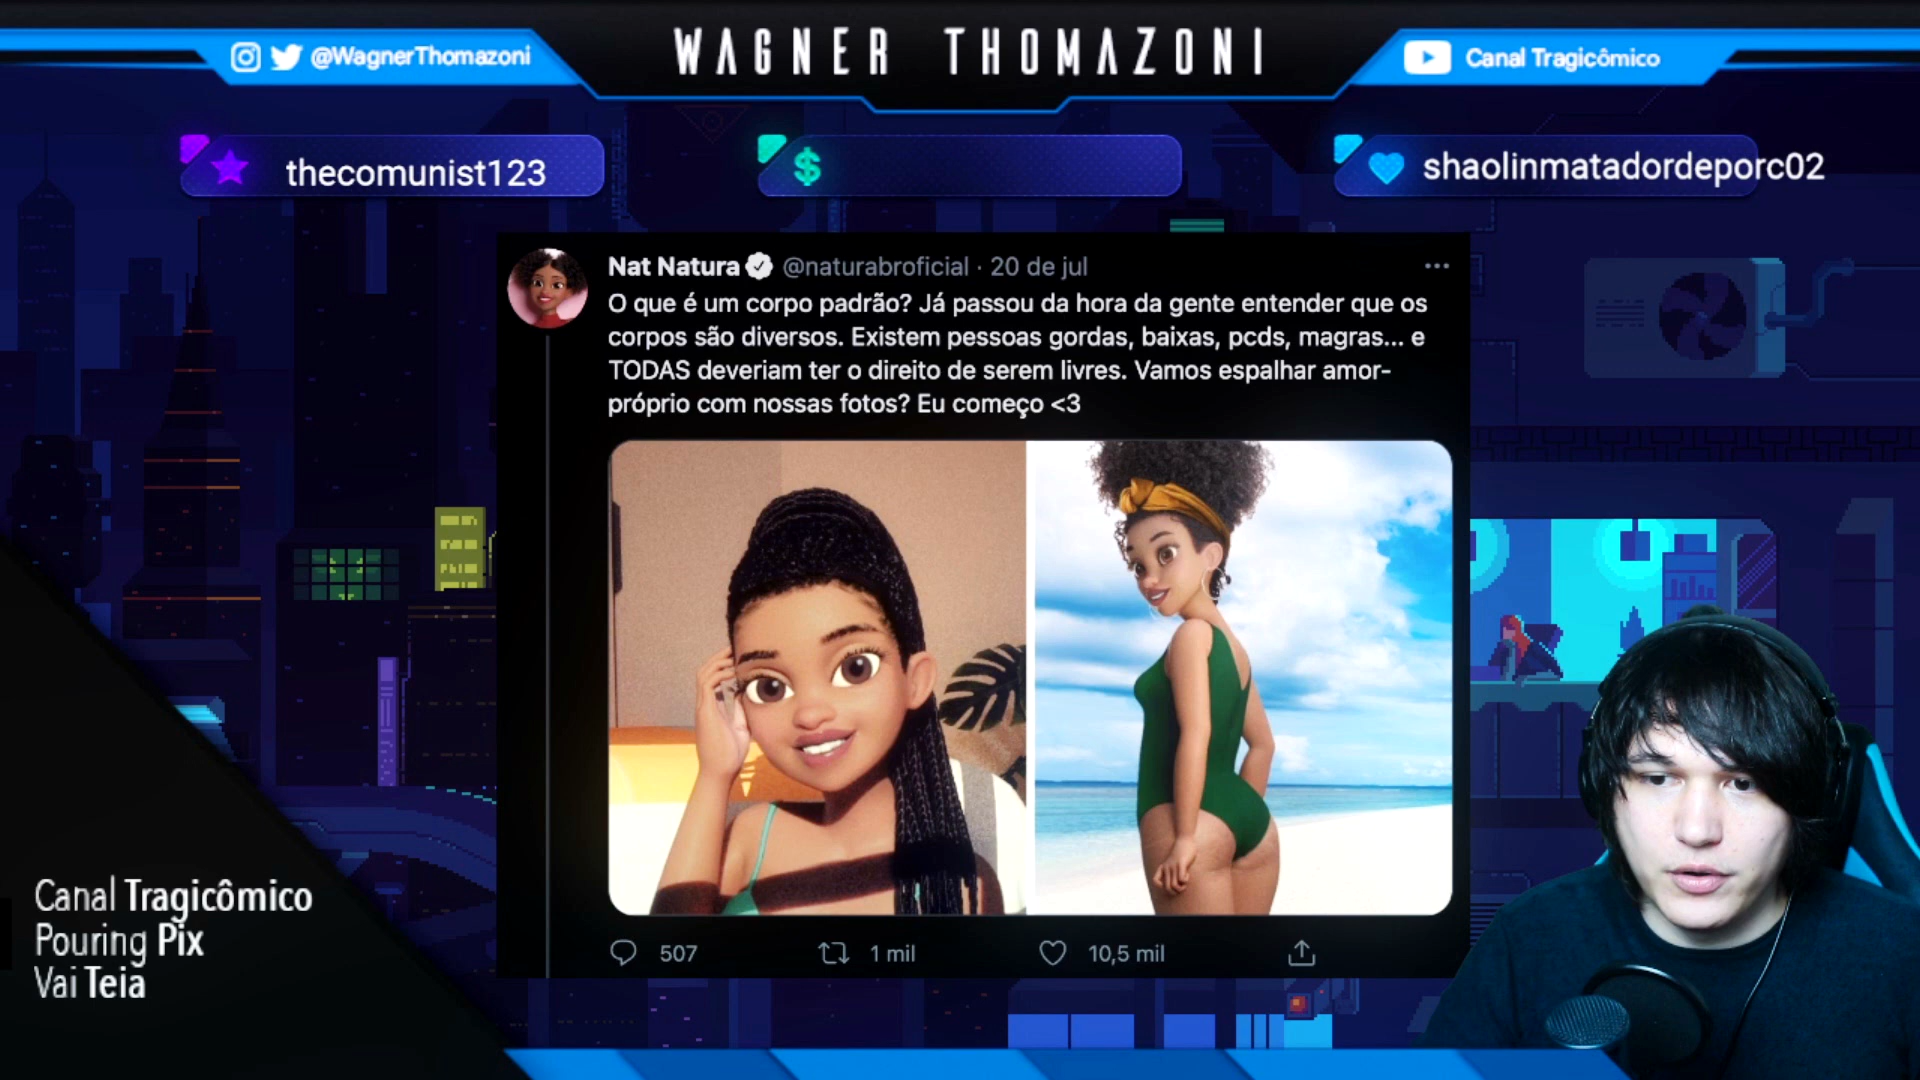 @WagnerThomazoni
WAGNER THOMAZONI
Canal Tragicômico
thecomunist123
$
shaolinmatadordeporc02
Nat Natura @naturabroficial · 20 de jul
O que é um corpo padrão? Já passou da hora da gente entender que os
corpos são diversos. Existem pessoas gordas, baixas, pcds, magras... e
TODAS deveriam ter o direito de serem livres. Vamos espalhar amor-
próprio com nossas fotos? Eu começo <3
507
1 mil
10,5 mil
Canal Tragicômico
Pouring Pix
Vai Teia